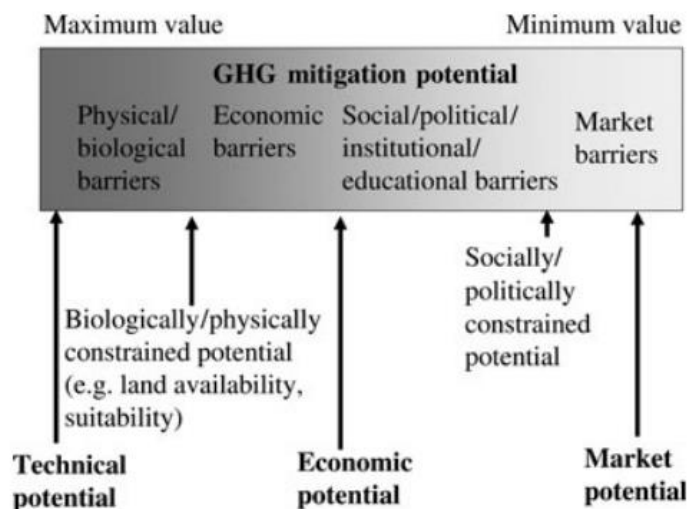 Maximum value
Minimum value
GHG mitigation potential
Physical/
biological
barriers
Economic
barriers
Social/political/
institutional/
educational barriers
Market
barriers
Biologically/physically
constrained potential
(e.g. land availability,
suitability)
Socially/
politically
constrained
potential
Technical
potential
Economic
potential
Market
potential